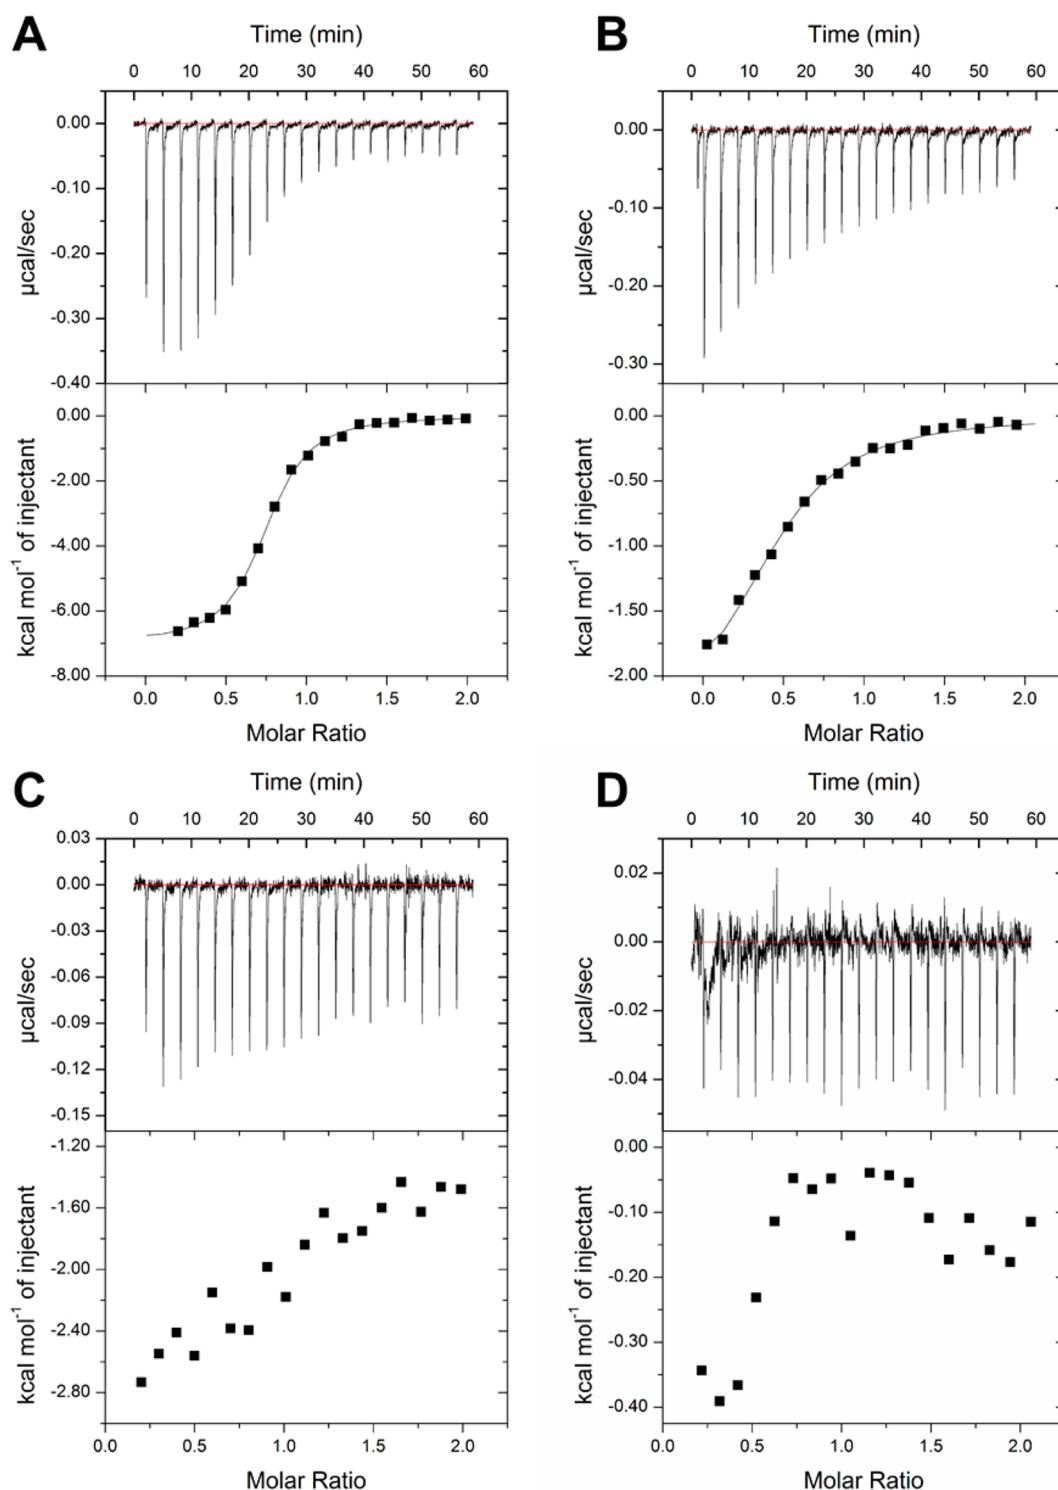 A
Time (min)
0 10 20 30 40 50 60
0.00
-0.10
-0.20
-0.30
-0.40
µcal/sec
0.00
-2.00
-4.00
-6.00
-8.00
kcal mol-1 of injectant
0.0 0.5 1.0 1.5 2.0
Molar Ratio
B
Time (min)
0 10 20 30 40 50 60
0.00
-0.10
-0.20
-0.30
µcal/sec
0.00
-0.50
-1.00
-1.50
-2.00
kcal mol-1 of injectant
0.0 0.5 1.0 1.5 2.0
Molar Ratio
C
Time (min)
0 10 20 30 40 50 60
0.03
0.00
-0.03
-0.06
-0.09
-0.12
-0.15
µcal/sec
-1.20
-1.60
-2.00
-2.40
-2.80
kcal mol-1 of injectant
0.0 0.5 1.0 1.5 2.0
Molar Ratio
D
Time (min)
0 10 20 30 40 50 60
0.02
0.00
-0.02
-0.04
µcal/sec
0.00
-0.10
-0.20
-0.30
-0.40
kcal mol-1 of injectant
0.0 0.5 1.0 1.5 2.0
Molar Ratio